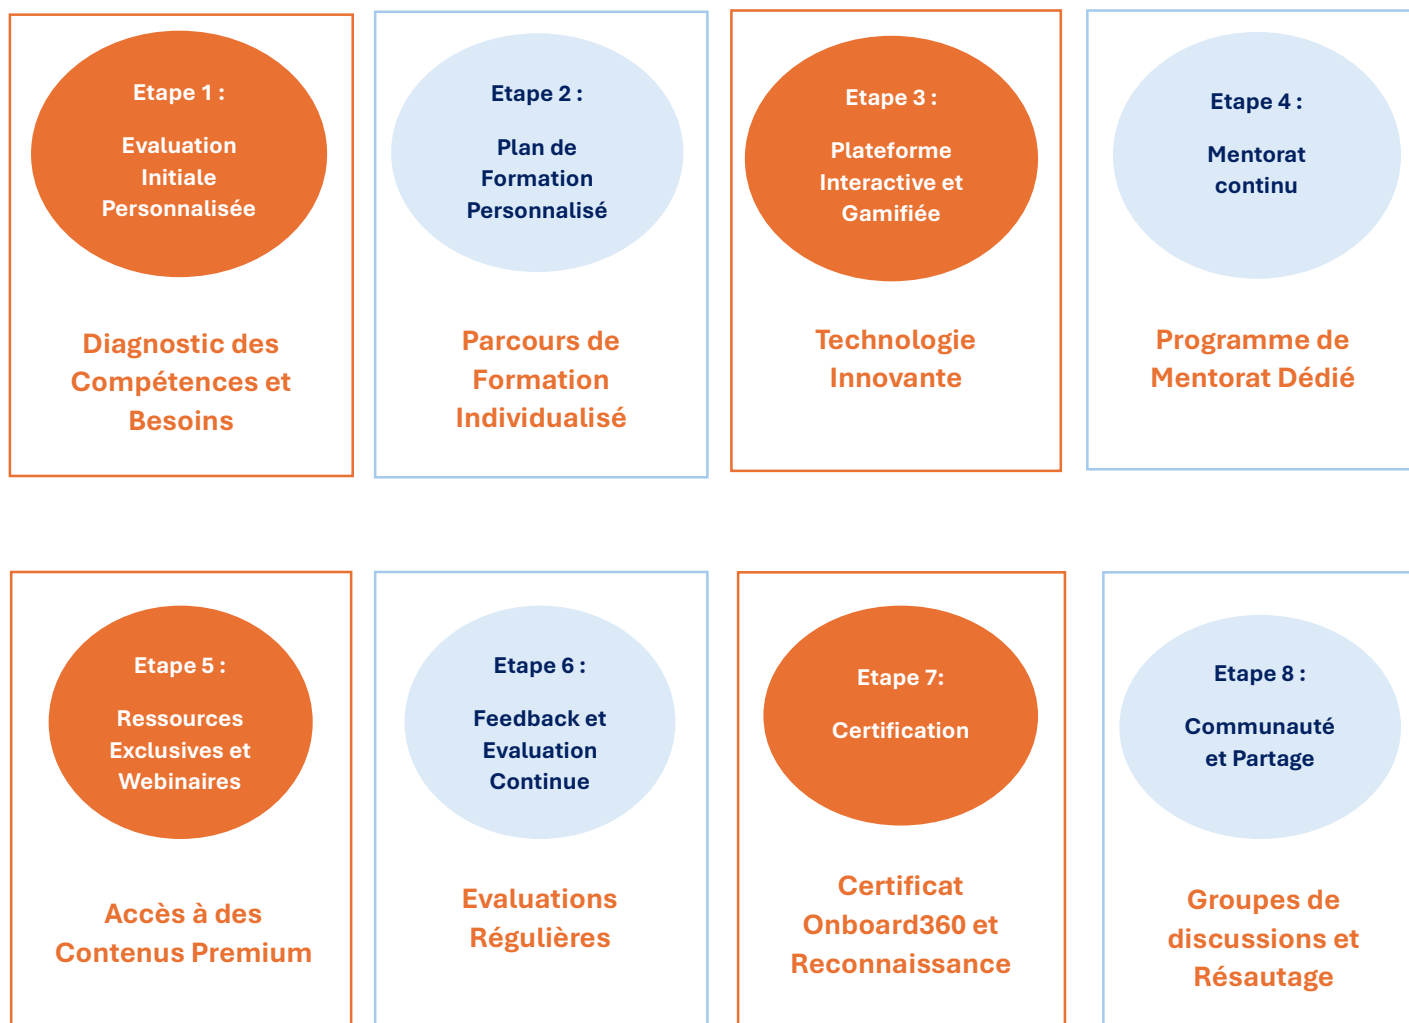 Etape 1 :
Evaluation
Initiale
Personnalisée
Diagnostic des
Compétences et
Besoins
Etape 2 :
Plan de
Formation
Personnalisé
Parcours de
Formation
Individualisé
Etape 3 :
Plateforme
Interactive et
Gamifiée
Technologie
Innovante
Etape 4 :
Mentorat
continu
Programme de
Mentorat Dédié
Etape 5 :
Ressources
Exclusives et
Webinaires
Accès à des
Contenus Premium
Etape 6 :
Feedback et
Evaluation
Continue
Evaluations
Régulières
Etape 7:
Certification
Certificat
Onboard360 et
Reconnaissance
Etape 8 :
Communauté
et Partage
Groupes de
discussions et
Résautage